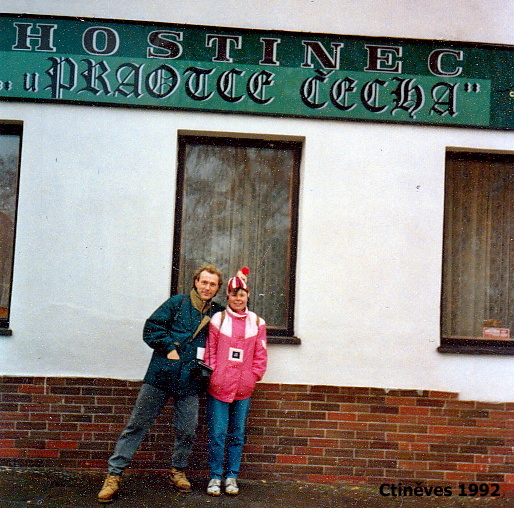 HOSTINEC
„u PRAOTCE ČECHA"
Ctiněves 1992